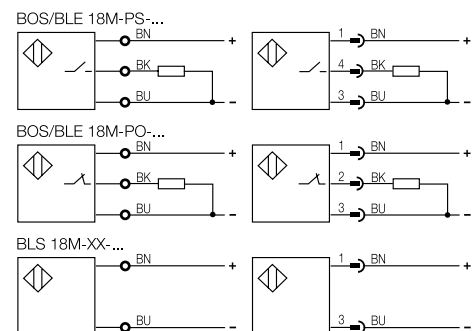 BOS/BLE 18M-PS-...
BN + 1 BN +
BK 4 BK
BU - 3 BU -
BOS/BLE 18M-PO-...
BN + 1 BN +
BK 2 BK
BU - 3 BU -
BLS 18M-XX-...
BN + 1 BN +
BU - 3 BU -